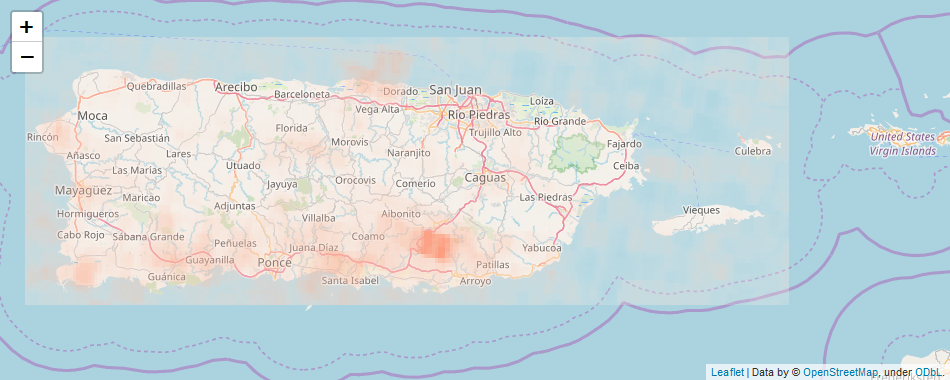 +
−
Quebradillas
Arecibo
Barceloneta
Dorado
San Juan
Loíza
Moca
Vega Alta
Río Piedras
Río Grande
Rincón
San Sebastián
Florida
Morovis
Trujillo Alto
Fajardo
Añasco
Lares
Naranjito
Culebra
United States
Virgin Islands
Utuado
Ceiba
Las Marías
Mayagüez
Jayuya
Orocovis
Comerío
Caguas
Maricao
Las Piedras
Hormigueros
Adjuntas
Villalba
Aibonito
Vieques
Cabo Rojo
Sábana Grande
Peñuelas
Juana Díaz
Coamo
Yabucoa
Guayanilla
Ponce
Patillas
Guánica
Santa Isabel
Arroyo
Leaflet | Data by © OpenStreetMap, under ODbL.